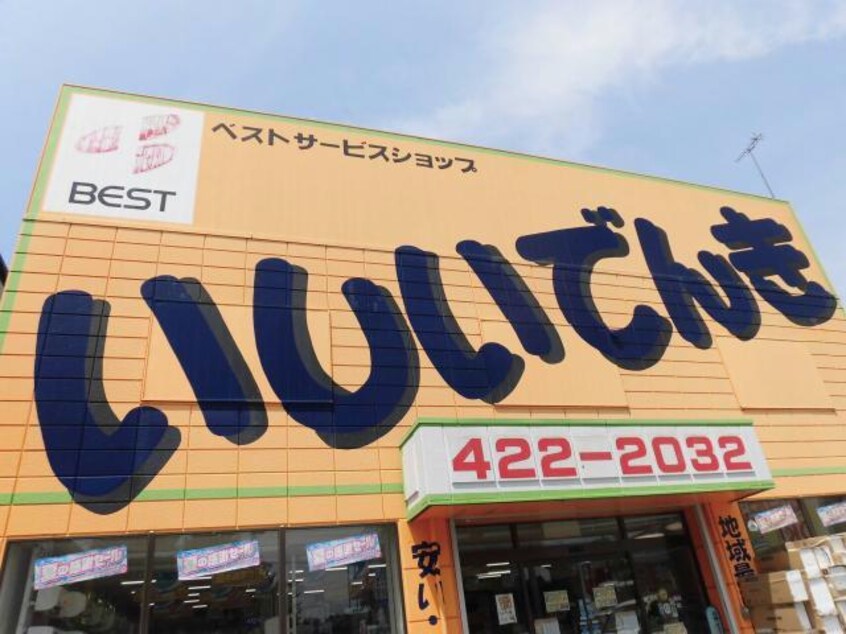 BEST
ベストサービスショップ
いしいでんき
422-2032
夏の感謝セール
夏の感謝セール
夏の感謝セール
安い.
地域